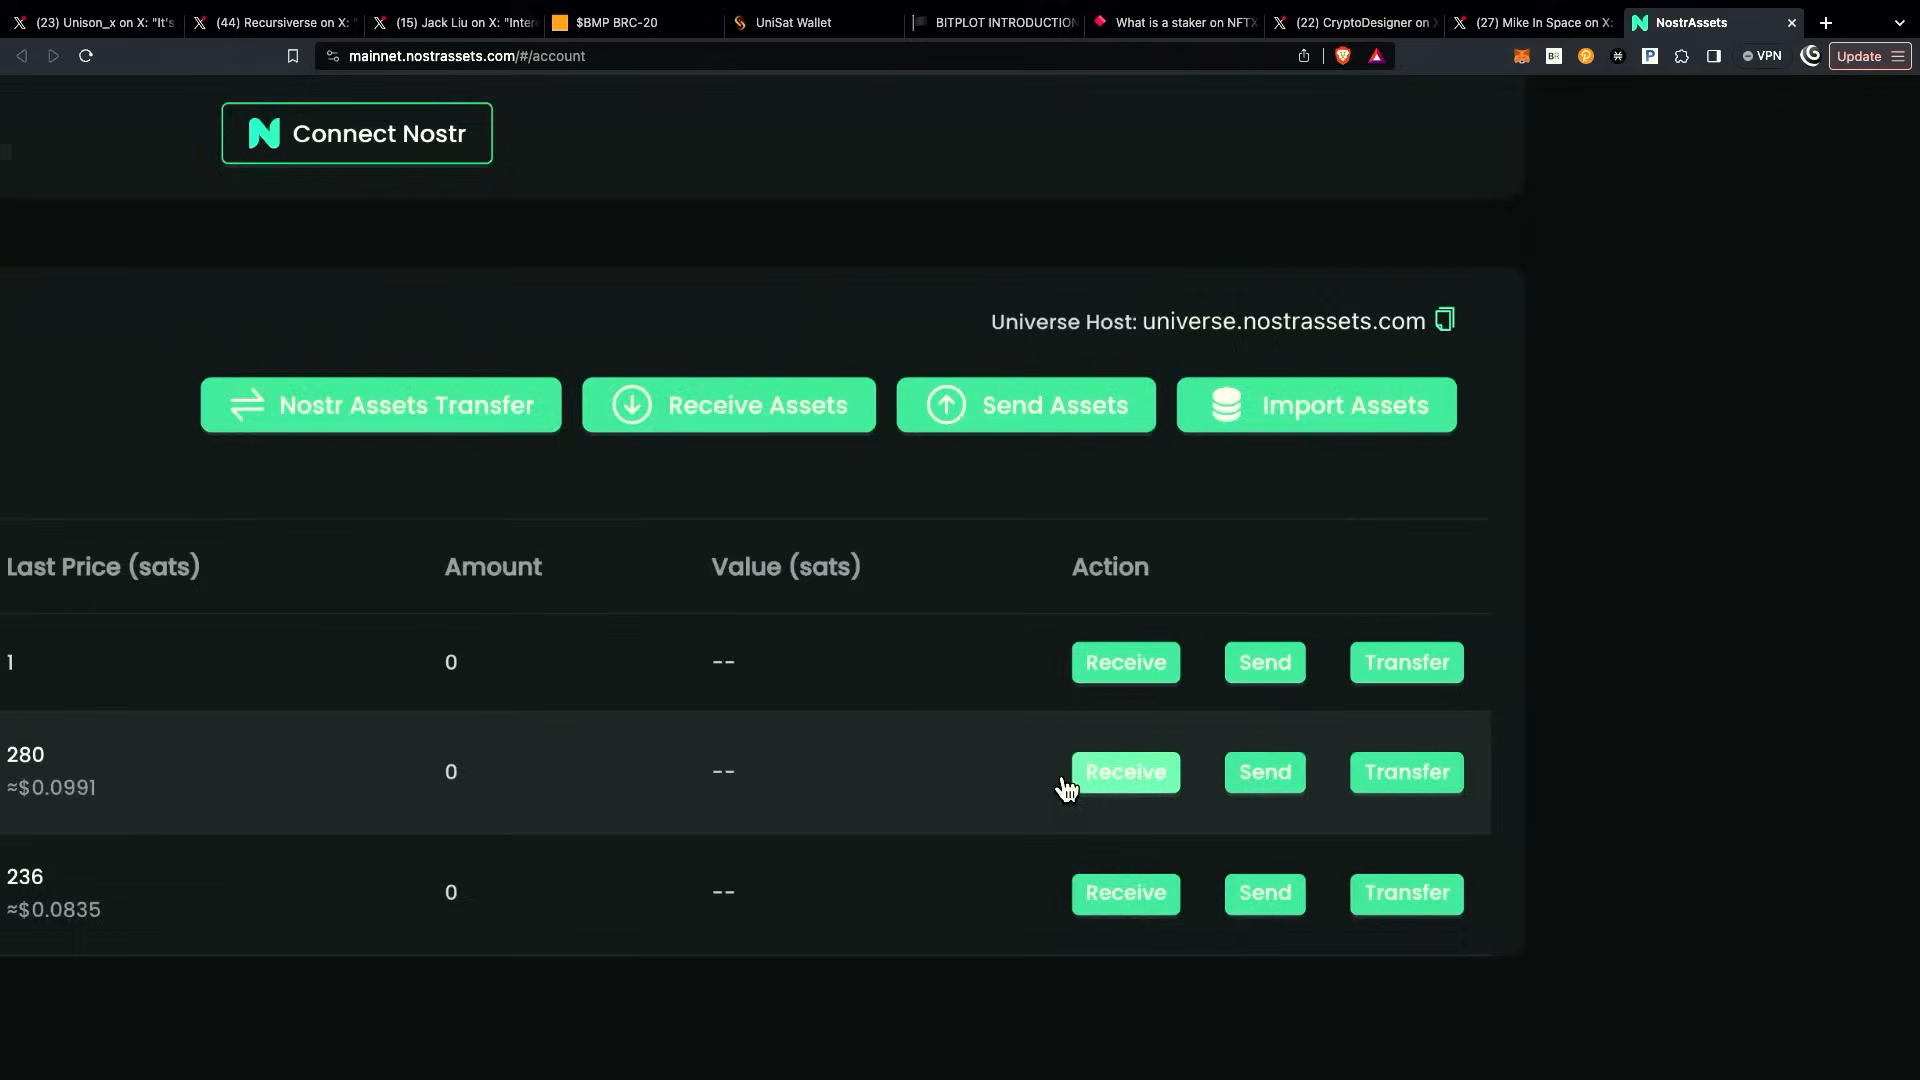 (23) Unison_x on X: "It's
(44) Recursiverse on X: "
(15) Jack Liu on X: "Inter
$BMP BRC-20
UniSat Wallet
BITPLOT INTRODUCTION
What is a staker on NFTX
(22) CryptoDesigner on X
(27) Mike In Space on X:
NostrAssets
mainnet.nostrassets.com/#/account
VPN
Update
Connect Nostr
Universe Host: universe.nostrassets.com
Nostr Assets Transfer
Receive Assets
Send Assets
Import Assets
Last Price (sats) Amount Value (sats) Action
1 0 -- Receive Send Transfer
280
≈$0.0991
0 -- Receive Send Transfer
236
≈$0.0835
0 -- Receive Send Transfer